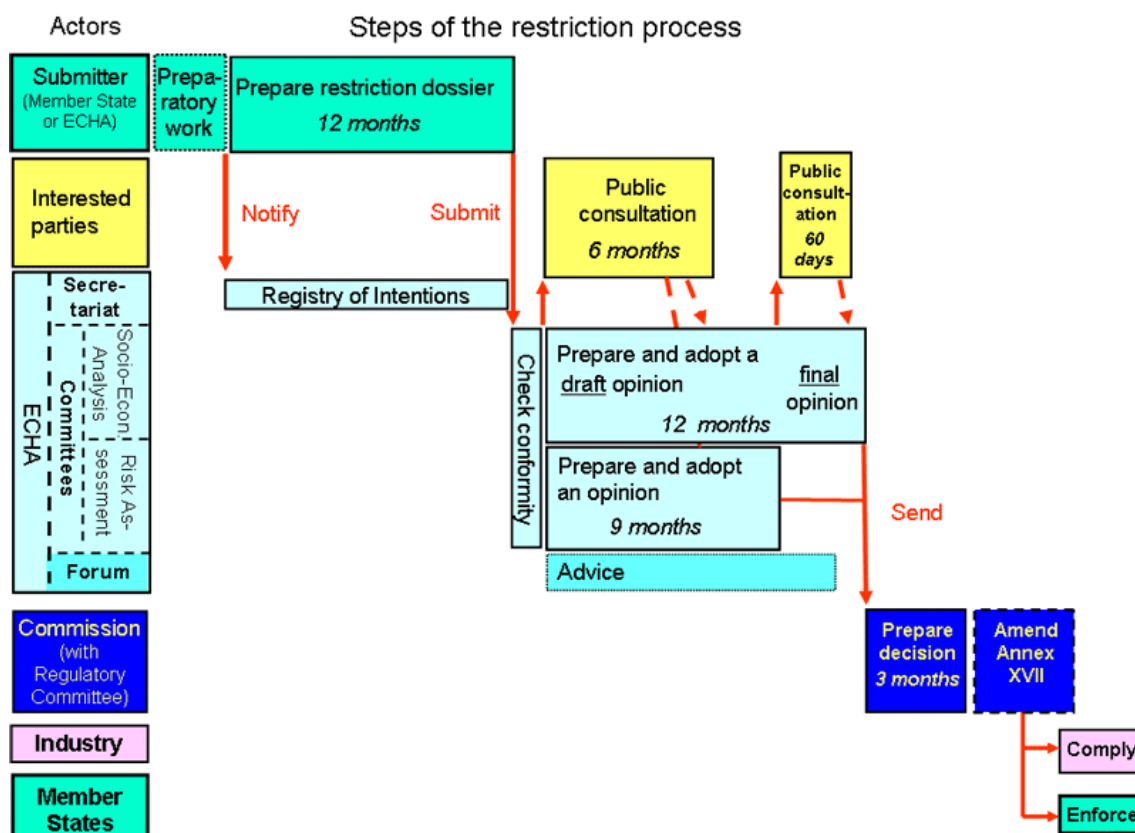 Actors
Steps of the restriction process
Submitter
(Member State
or ECHA)
Prepa-
ratory
work
Prepare restriction dossier
12 months
Interested
parties
Notify
Submit
Public
consultation
6 months
Public
consult-
ation
60
days
ECHA
Secre-
tariat
Committees
Socio-Econ.
Analysis
Risk As-
sessment
Forum
Registry of Intentions
Check conformity
Prepare and adopt a
draft opinion
12 months
final
opinion
Prepare and adopt
an opinion
9 months
Advice
Send
Commission
(with
Regulatory
Committee)
Prepare
decision
3 months
Amend
Annex
XVII
Industry
Comply
Member
States
Enforce